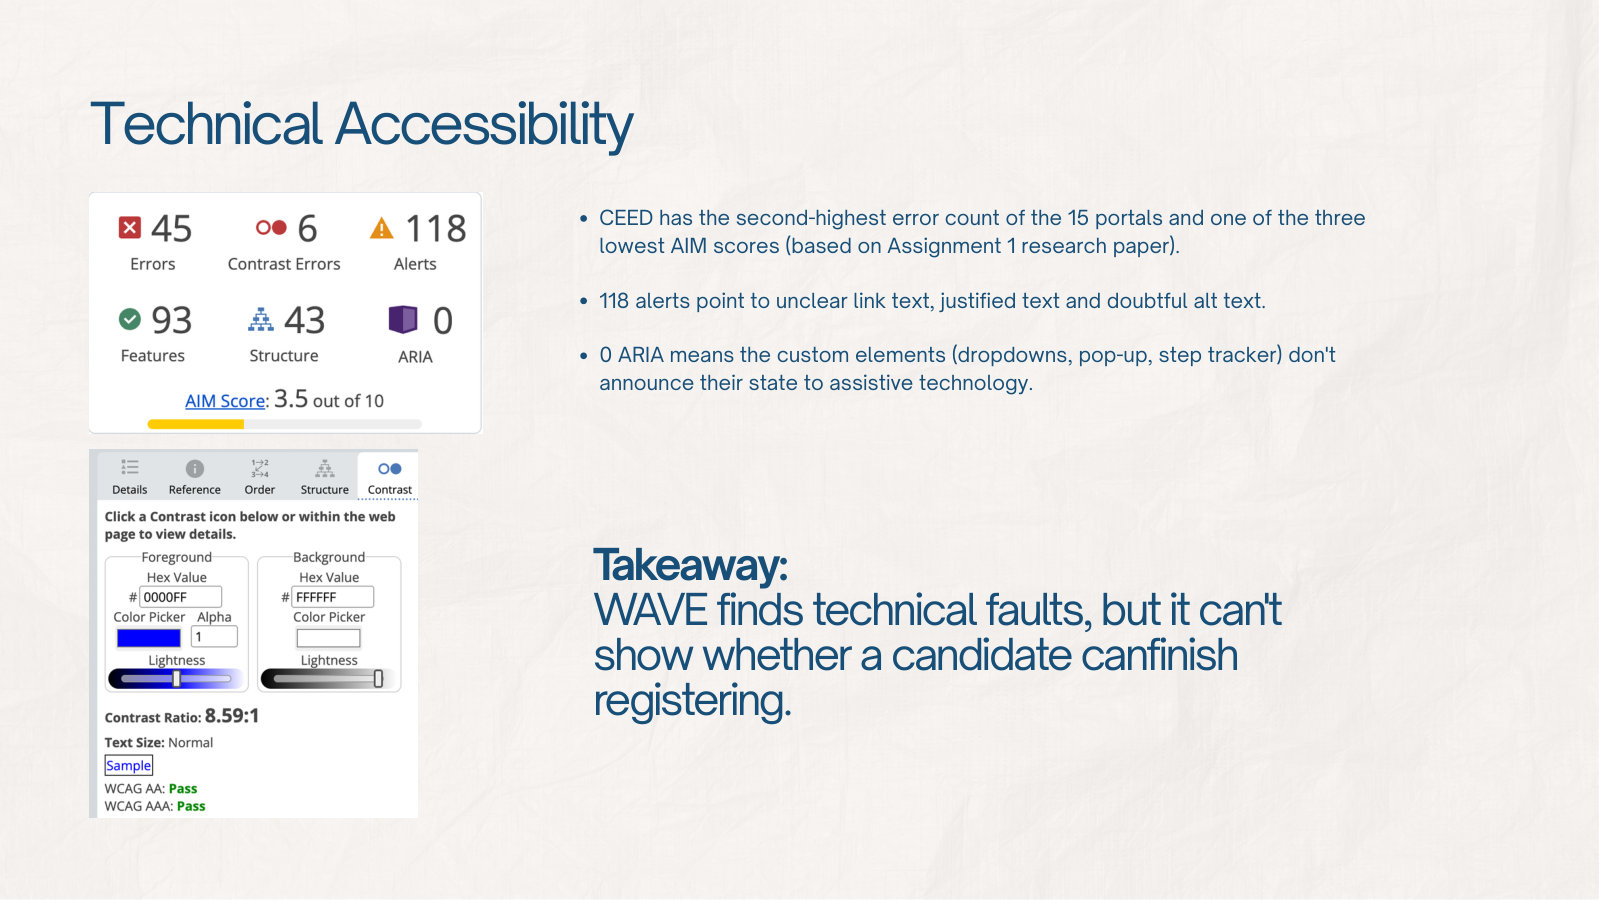 Technical Accessibility
45 6 118
Errors Contrast Errors Alerts
93 43 0
Features Structure ARIA
AIM Score: 3.5 out of 10
1→2
3→4
Details Reference Order Structure Contrast
Click a Contrast icon below or within the web
page to view details.
Foreground Background
Hex Value Hex Value
# 0000FF # FFFFFF
Color Picker Alpha Color Picker
1
Lightness Lightness
Contrast Ratio: 8.59:1
Text Size: Normal
Sample
WCAG AA: Pass
WCAG AAA: Pass
• CEED has the second-highest error count of the 15 portals and one of the three
lowest AIM scores (based on Assignment 1 research paper).
• 118 alerts point to unclear link text, justified text and doubtful alt text.
• 0 ARIA means the custom elements (dropdowns, pop-up, step tracker) don't
announce their state to assistive technology.
Takeaway:
WAVE finds technical faults, but it can't
show whether a candidate canfinish
registering.